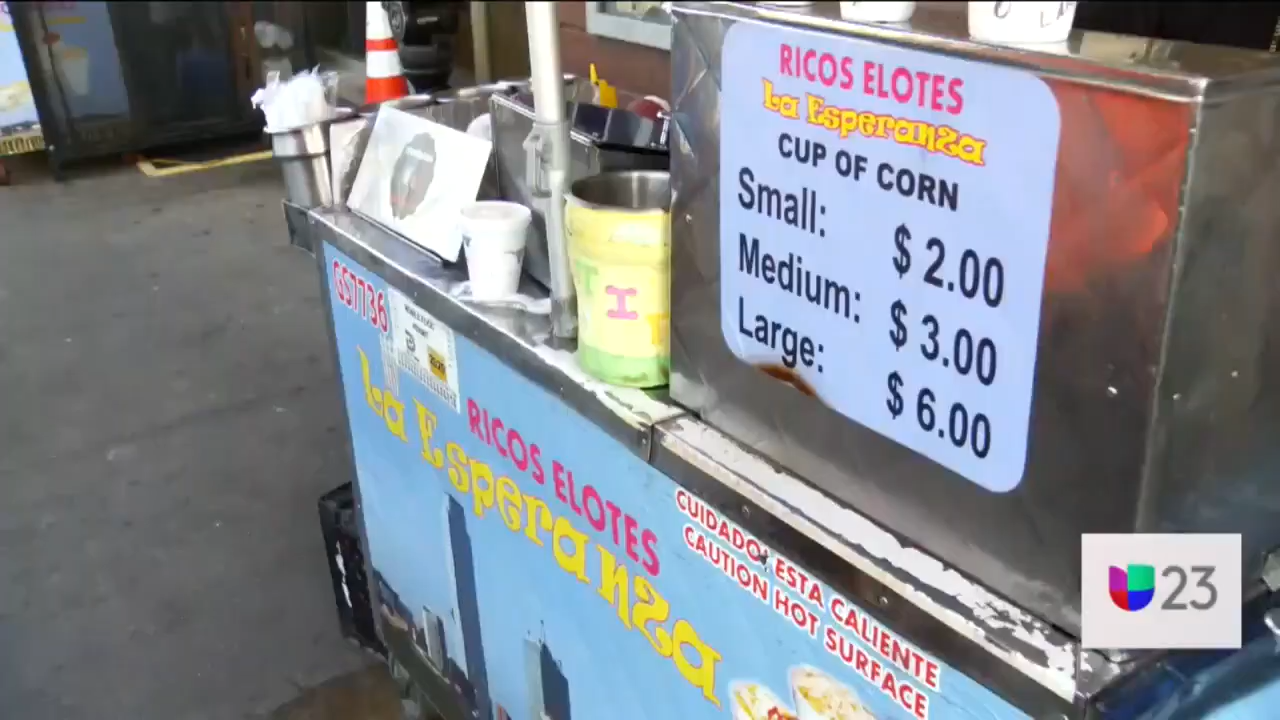 RICOS ELOTES
La Esperanza
CUP OF CORN
Small: $ 2.00
Medium: $ 3.00
Large: $ 6.00
GS7736
RICOS ELOTES
La Esperanza
CUIDADO! ESTA CALIENTE
CAUTION HOT SURFACE
23